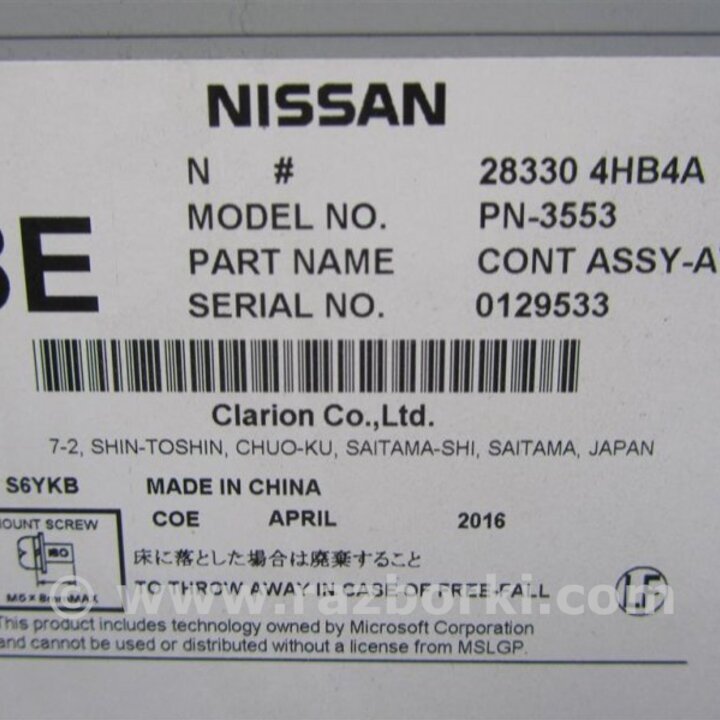 NISSAN
N # 28330 4HB4A
MODEL NO. PN-3553
PART NAME CONT ASSY-A
SERIAL NO. 0129533
BE
Clarion Co.,Ltd.
7-2, SHIN-TOSHIN, CHUO-KU, SAITAMA-SHI, SAITAMA, JAPAN
S6YKB MADE IN CHINA
COE APRIL 2016
MOUNT SCREW
ISO
M5×8mmMAX
床に落とした場合は廃棄すること
TO THROW AWAY IN CASE OF FREE-FALL
LF
© www.razborki.com
This product includes technology owned by Microsoft Corporation
and cannot be used or distributed without a license from MSLGP.